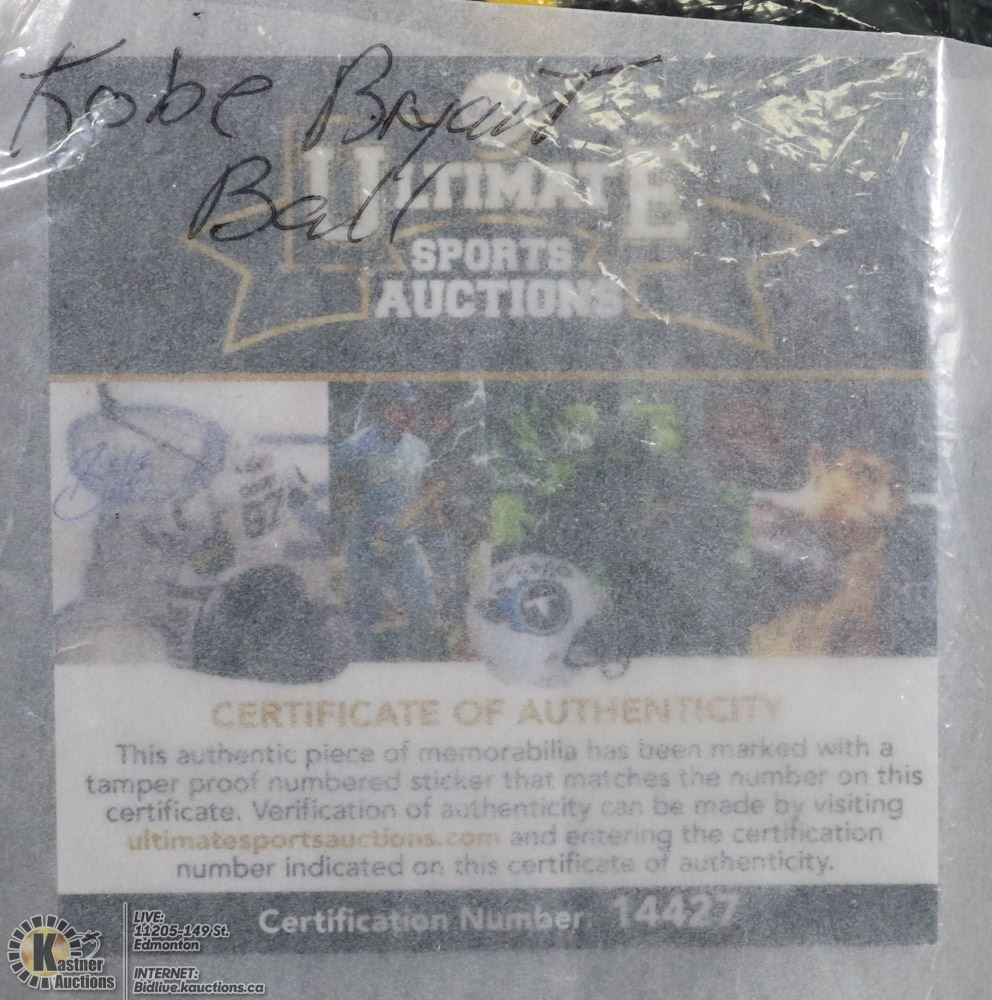 Kobe Bryant
Ball
ULTIMATE
SPORTS
AUCTIONS
97
CERTIFICATE OF AUTHENTICITY
This authentic piece of memorabilia has been marked with a
tamper proof numbered sticker that matches the number on this
certificate. Verification of authenticity can be made by visiting
ultimatesportsauctions.com and entering the certification
number indicated on this certificate of authenticity.
Certification Number 14427
Kastner
Auctions
LIVE:
11205-149 St.
Edmonton
INTERNET:
Bidlive.kauctions.ca